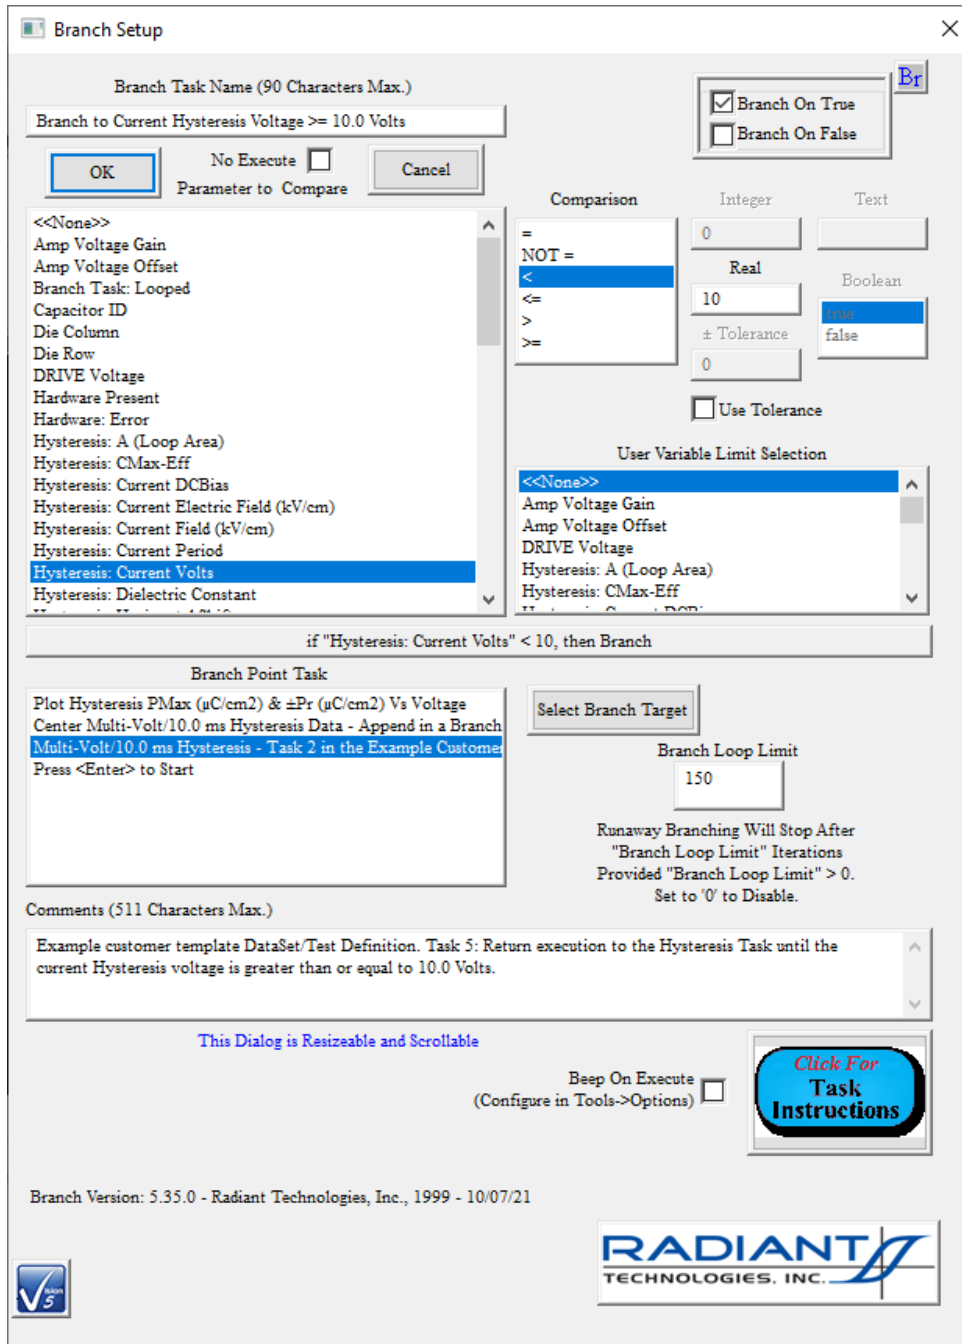 Branch Setup
Br
Branch Task Name (90 Characters Max.)
Branch to Current Hysteresis Voltage >= 10.0 Volts
Branch On True
Branch On False
OK
No Execute
Cancel
Parameter to Compare
<<None>>
Amp Voltage Gain
Amp Voltage Offset
Branch Task: Looped
Capacitor ID
Die Column
Die Row
DRIVE Voltage
Hardware Present
Hardware: Error
Hysteresis: A (Loop Area)
Hysteresis: CMax-Eff
Hysteresis: Current DCBias
Hysteresis: Current Electric Field (kV/cm)
Hysteresis: Current Field (kV/cm)
Hysteresis: Current Period
Hysteresis: Current Volts
Hysteresis: Dielectric Constant
Comparison
=
NOT =
<
<=
>
>=
Integer
0
Text
Real
10
Boolean
true
false
± Tolerance
0
Use Tolerance
User Variable Limit Selection
<<None>>
Amp Voltage Gain
Amp Voltage Offset
DRIVE Voltage
Hysteresis: A (Loop Area)
Hysteresis: CMax-Eff
if "Hysteresis: Current Volts" < 10, then Branch
Branch Point Task
Plot Hysteresis PMax (µC/cm2) & ±Pr (µC/cm2) Vs Voltage
Center Multi-Volt/10.0 ms Hysteresis Data - Append in a Branch
Multi-Volt/10.0 ms Hysteresis - Task 2 in the Example Customer
Press <Enter> to Start
Select Branch Target
Branch Loop Limit
150
Runaway Branching Will Stop After
"Branch Loop Limit" Iterations
Provided "Branch Loop Limit" > 0.
Set to '0' to Disable.
Comments (511 Characters Max.)
Example customer template DataSet/Test Definition. Task 5: Return execution to the Hysteresis Task until the
current Hysteresis voltage is greater than or equal to 10.0 Volts.
This Dialog is Resizeable and Scrollable
Beep On Execute
(Configure in Tools->Options)
Click For
Task
Instructions
Branch Version: 5.35.0 - Radiant Technologies, Inc., 1999 - 10/07/21
RADIANT
TECHNOLOGIES, INC.
Vision
5